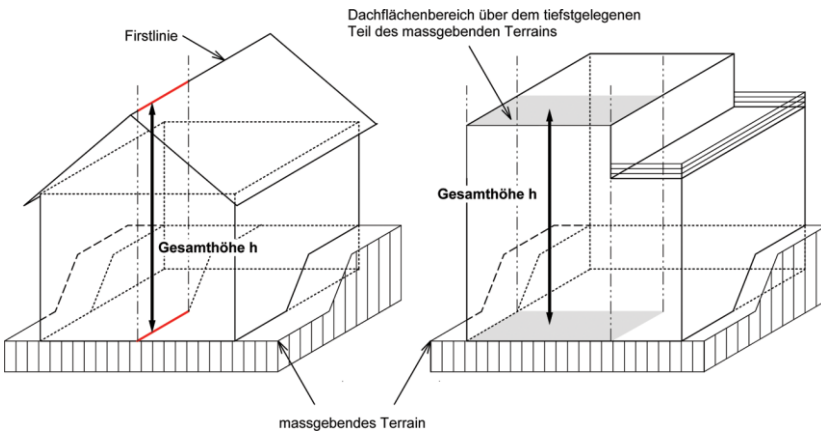 Firstlinie
Dachflächenbereich über dem tiefstgelegenen
Teil des massgebenden Terrains
Gesamthöhe h
Gesamthöhe h
massgebendes Terrain